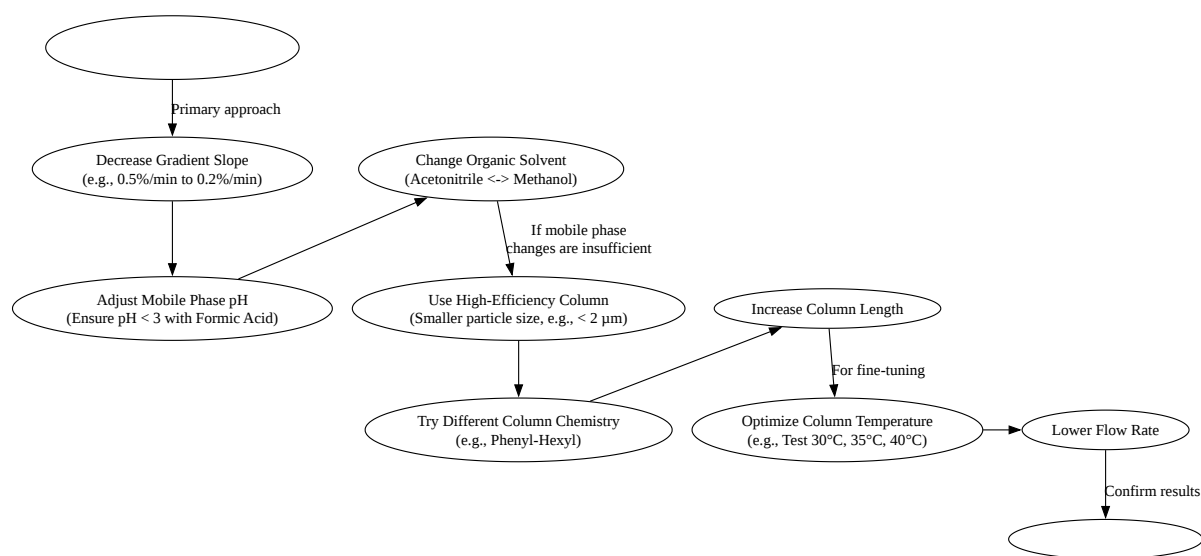 Primary approach
Decrease Gradient Slope
(e.g., 0.5%/min to 0.2%/min)
Adjust Mobile Phase pH
(Ensure pH < 3 with Formic Acid)
Change Organic Solvent
(Acetonitrile <-> Methanol)
If mobile phase
changes are insufficient
Use High-Efficiency Column
(Smaller particle size, e.g., < 2 µm)
Try Different Column Chemistry
(e.g., Phenyl-Hexyl)
Increase Column Length
For fine-tuning
Optimize Column Temperature
(e.g., Test 30°C, 35°C, 40°C)
Lower Flow Rate
Confirm results